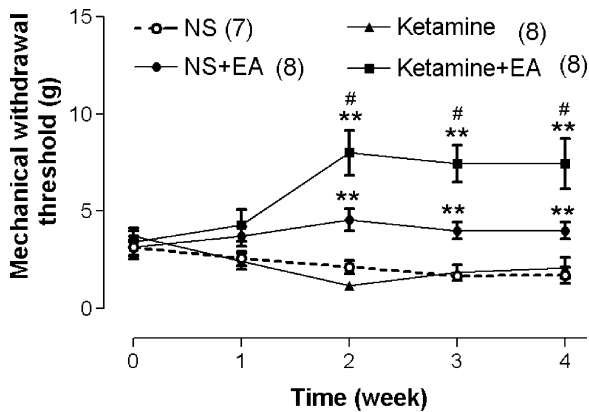 NS (7) Ketamine (8)
NS+EA (8) Ketamine+EA (8)
Mechanical withdrawal
threshold (g)
15
10
5
0
# # #
** ** **
** ** **
0 1 2 3 4
Time (week)